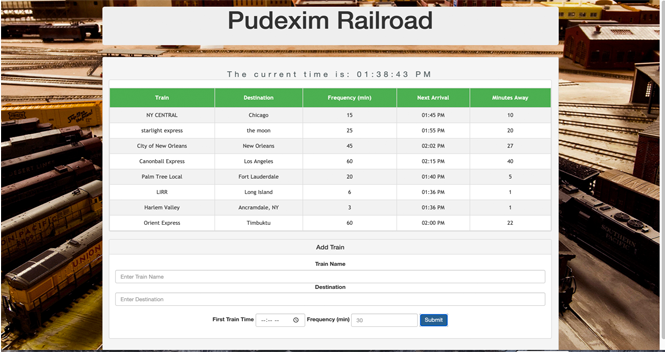 Pudexim Railroad
The current time is: 01:38:43 PM
Train Destination Frequency (min) Next Arrival Minutes Away
NY CENTRAL Chicago 15 01:45 PM 10
starlight express the moon 25 01:55 PM 20
City of New Orleans New Orleans 45 02:02 PM 27
Canonball Express Los Angeles 60 02:15 PM 40
Palm Tree Local Fort Lauderdale 20 01:40 PM 5
LIRR Long Island 6 01:36 PM 1
Harlem Valley Ancramdale, NY 3 01:36 PM 1
Orient Express Timbuktu 60 02:00 PM 22
Add Train
Train Name
Enter Train Name
Destination
Enter Destination
First Train Time --:-- -- Frequency (min) 30 Submit
UNION
SOUTHERN PACIFIC